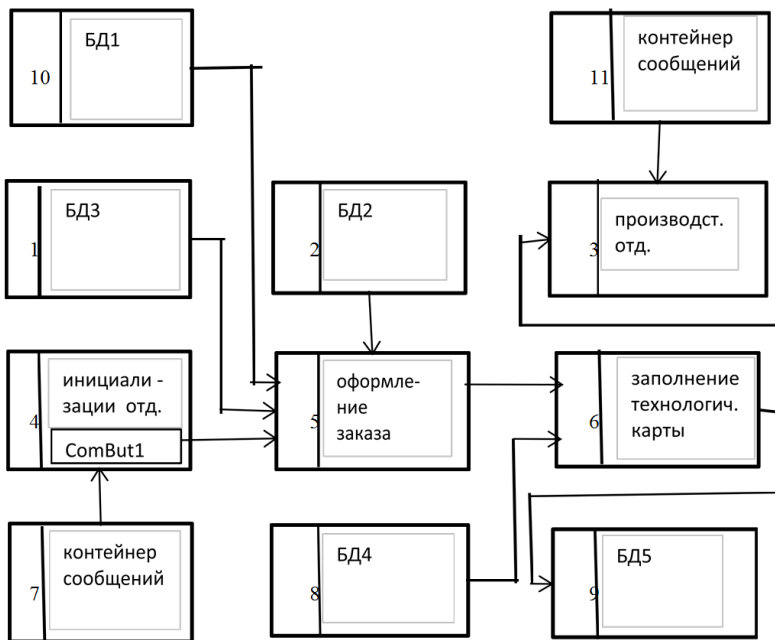 10
БД1
11
контейнер
сообщений
1
БД3
2
БД2
3
производст.
отд.
4
инициали -
зации отд.
ComBut1
5
оформле-
ние
заказа
6
заполнение
технологич.
карты
7
контейнер
сообщений
8
БД4
9
БД5